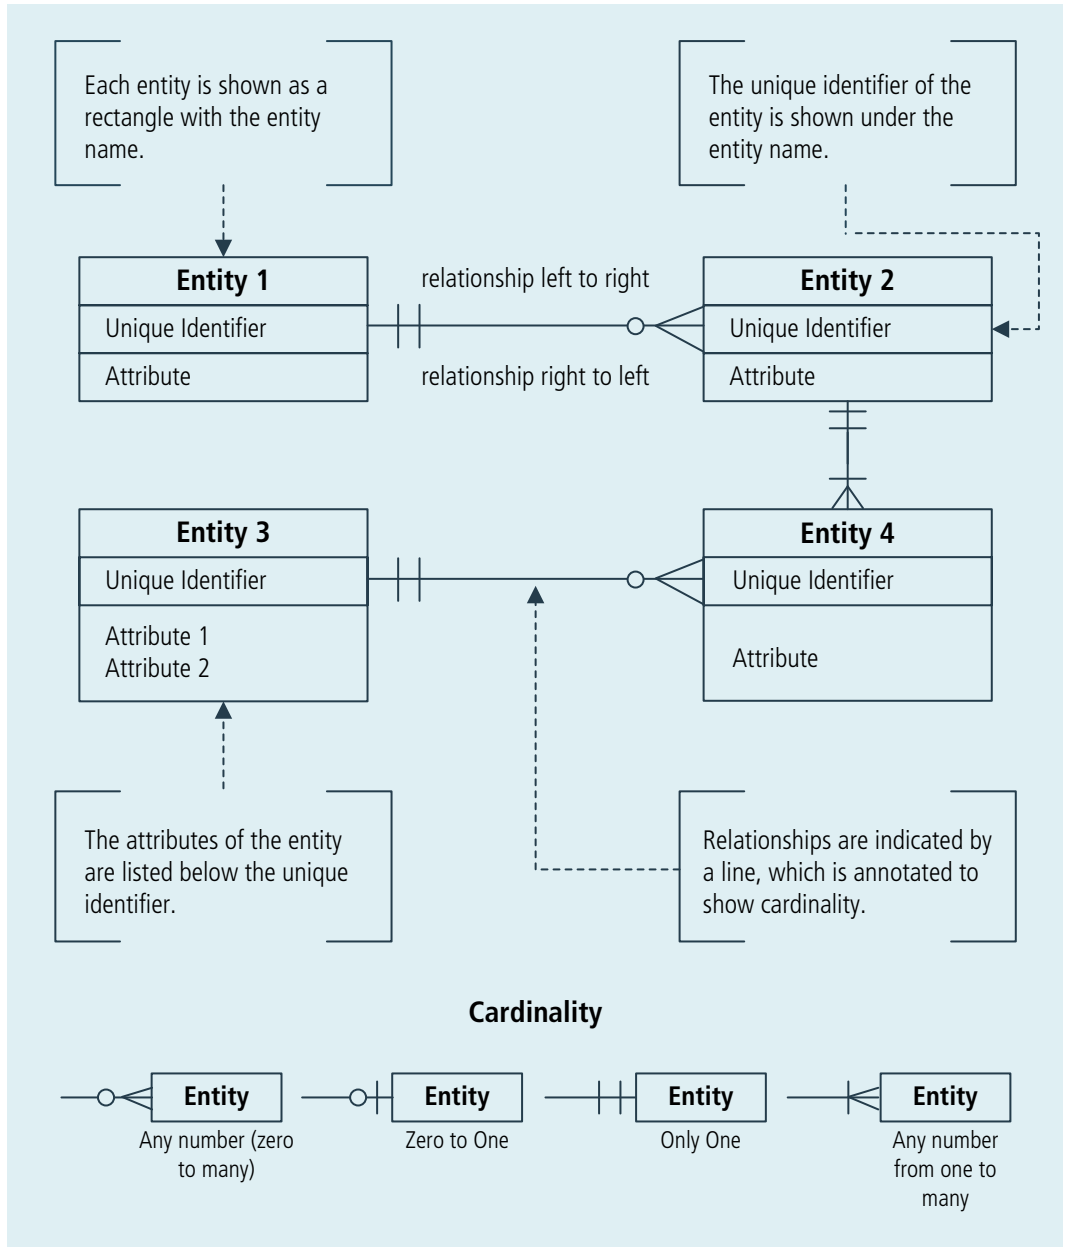 Each entity is shown as a
rectangle with the entity
name.
The unique identifier of the
entity is shown under the
entity name.
Entity 1
Unique Identifier
Attribute
relationship left to right
relationship right to left
Entity 2
Unique Identifier
Attribute
Entity 3
Unique Identifier
Attribute 1
Attribute 2
Entity 4
Unique Identifier
Attribute
The attributes of the entity
are listed below the unique
identifier.
Relationships are indicated by
a line, which is annotated to
show cardinality.
Cardinality
Entity
Any number (zero
to many)
Entity
Zero to One
Entity
Only One
Entity
Any number
from one to
many